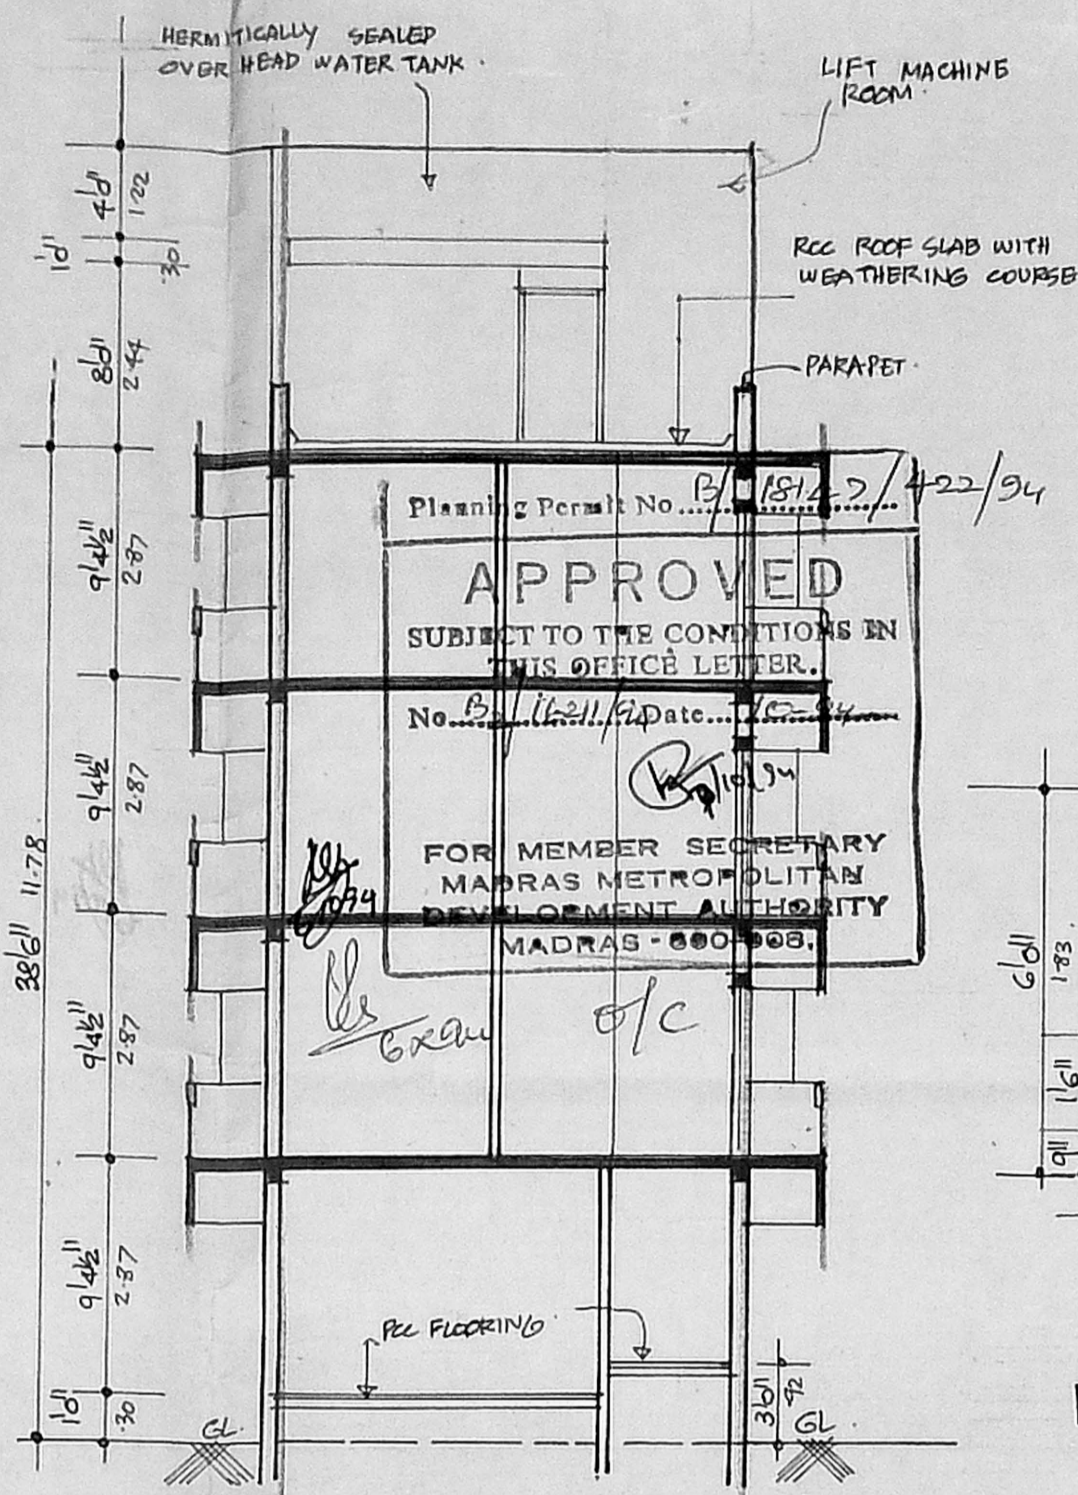 HERMITICALLY SEALED
OVER HEAD WATER TANK.
LIFT MACHINE
ROOM.
4'0"
1.22
1'0"
.30
RCC ROOF SLAB WITH
WEATHERING COURSE
8'0"
2.44
PARAPET.
Planning Permit No. /94
APPROVED
SUBJECT TO THE CONDITIONS IN
THIS OFFICE LETTER.
No. Date
9'4½"
2.87
9'4½"
2.87
FOR MEMBER SECRETARY
MADRAS METROPOLITAN
DEVELOPMENT AUTHORITY
MADRAS - 600 008.
38'6" 11.78
6'0"
1.83.
O/C
9'4½"
2.87
1'6"
9"
9'4½"
2.87
PCC FLOORING.
1'0"
.30
3'0"
.92
GL.
GL.